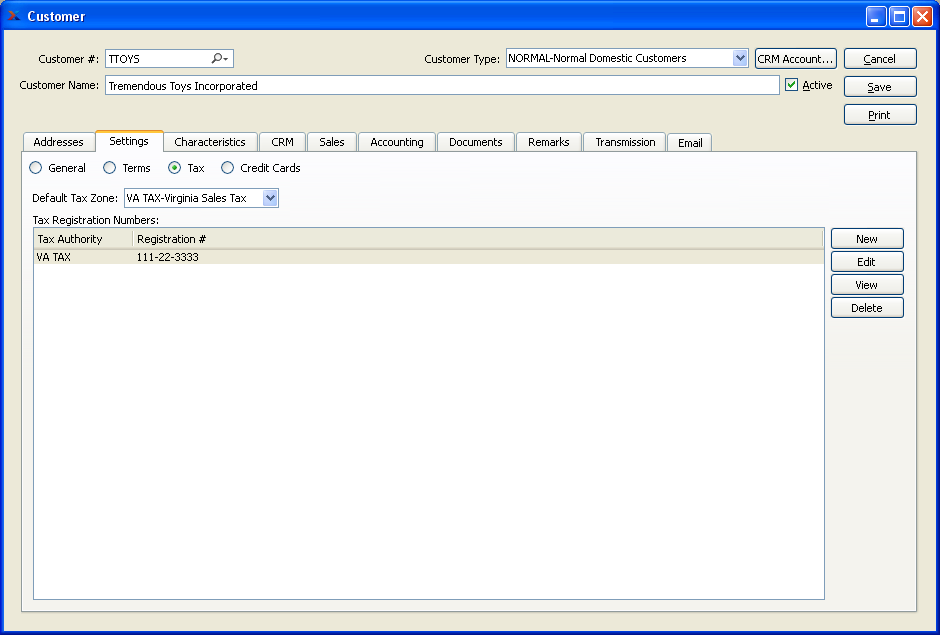 Customer
Customer #: TTOYS Customer Type: NORMAL-Normal Domestic Customers CRM Account... Cancel
Customer Name: Tremendous Toys Incorporated Active Save
Print
Addresses Settings Characteristics CRM Sales Accounting Documents Remarks Transmission Email
General Terms Tax Credit Cards
Default Tax Zone: VA TAX-Virginia Sales Tax
Tax Registration Numbers:
Tax Authority Registration # New
VA TAX 111-22-3333 Edit
View
Delete